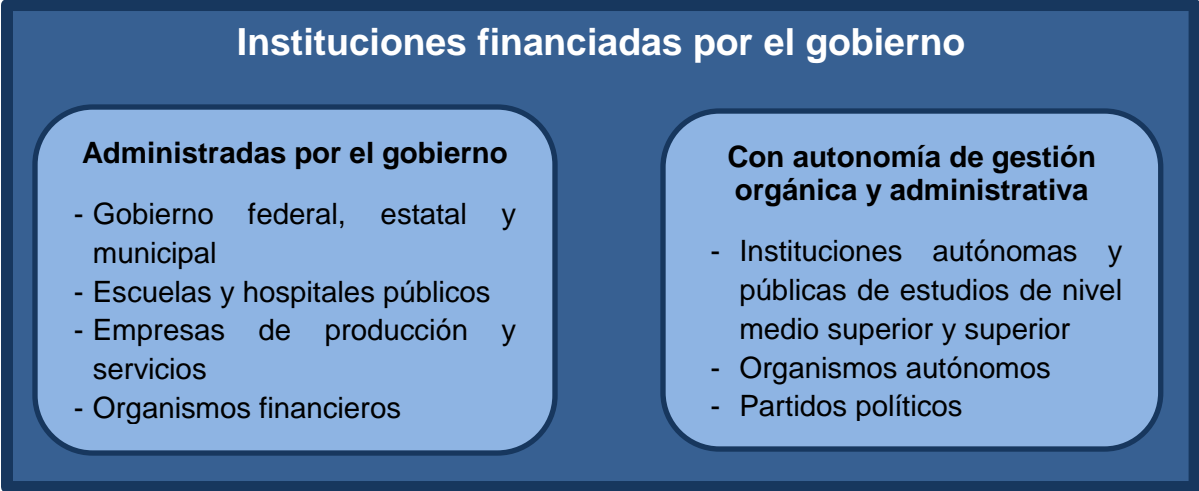 Instituciones financiadas por el gobierno
Administradas por el gobierno
- Gobierno federal, estatal y
municipal
- Escuelas y hospitales públicos
- Empresas de producción y
servicios
- Organismos financieros
Con autonomía de gestión
orgánica y administrativa
- Instituciones autónomas y
públicas de estudios de nivel
medio superior y superior
- Organismos autónomos
- Partidos políticos